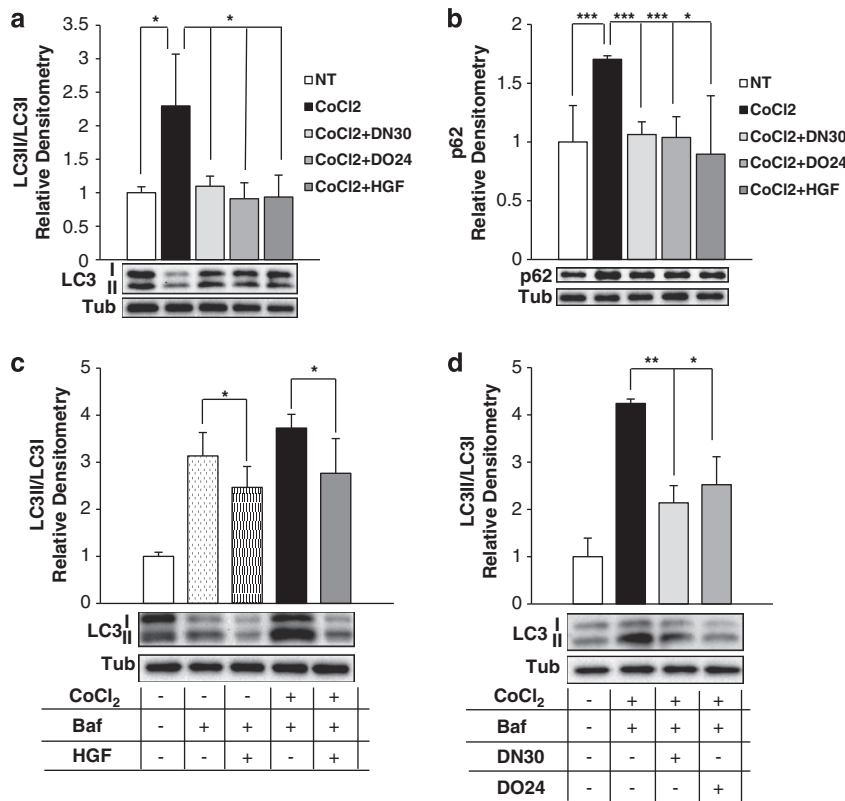 a
LC3II/LC3I
Relative Densitometry
3.5
3
2.5
2
1.5
1
0.5
0
* *
NT
CoCl2
CoCl2+DN30
CoCl2+DO24
CoCl2+HGF
LC3 I
II
Tub
b
p62
Relative Densitometry
2
1.5
1
0.5
0
*** *** *** *
NT
CoCl2
CoCl2+DN30
CoCl2+DO24
CoCl2+HGF
p62
Tub
c
LC3II/LC3I
Relative Densitometry
5
4
3
2
1
0
* *
LC3 I
II
Tub
CoCl2 - - - + +
Baf - + + + +
HGF - - + - +
d
LC3II/LC3I
Relative Densitometry
5
4
3
2
1
0
** *
LC3 I
II
Tub
CoCl2 - + + +
Baf - + + +
DN30 - - + -
DO24 - - - +